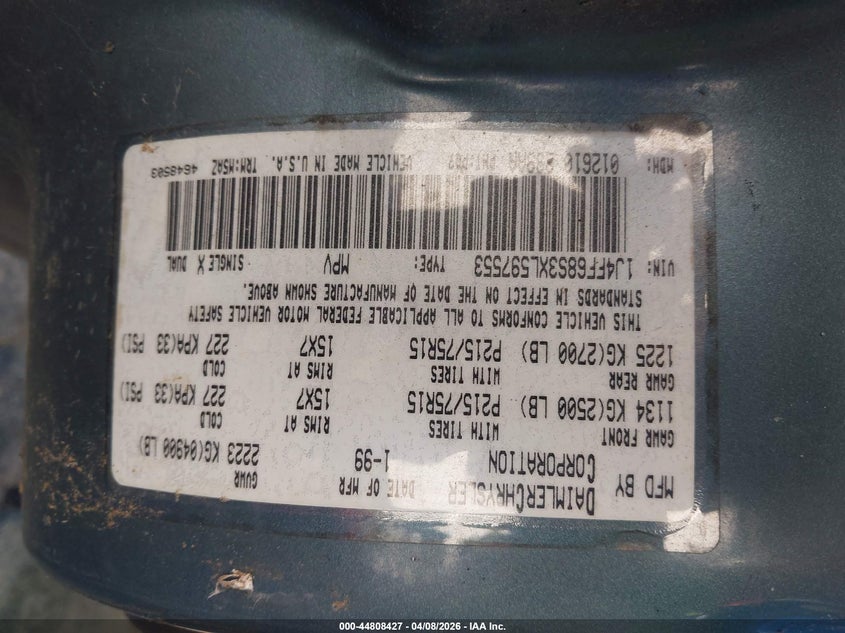 MFD BY DAIMLERCHRYSLER CORPORATION DATE OF MFR 1-99 GVWR 2223 KG(04900 LB)
GAWR FRONT WITH TIRES RIMS AT COLD
1134 KG(2500 LB) P215/75R15 15X7 227 KPA(33 PSI)
GAWR REAR WITH TIRES RIMS AT COLD
1225 KG(2700 LB) P215/75R15 15X7 227 KPA(33 PSI)
THIS VEHICLE CONFORMS TO ALL APPLICABLE FEDERAL MOTOR VEHICLE SAFETY
STANDARDS IN EFFECT ON THE DATE OF MANUFACTURE SHOWN ABOVE.
VIN: 1J4FF68S3XL597553 TYPE: MPV SINGLE X DUAL
MDH: 012610 VEHICLE MADE IN U.S.A. TRM:MSAZ 4648503
000-44808427 - 04/08/2026 - IAA Inc.